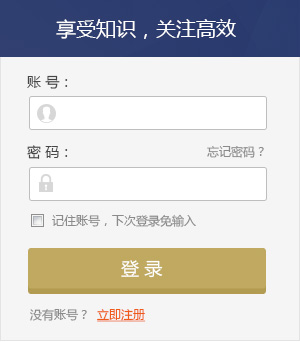 享受知识，关注高效
账 号：
密 码：
忘记密码？
记住账号，下次登录免输入
登 录
没有账号？ 立即注册